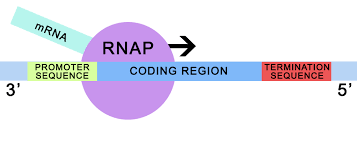 mRNA
RNAP
PROMOTER
SEQUENCE
CODING REGION
TERMINATION
SEQUENCE
3’
5’